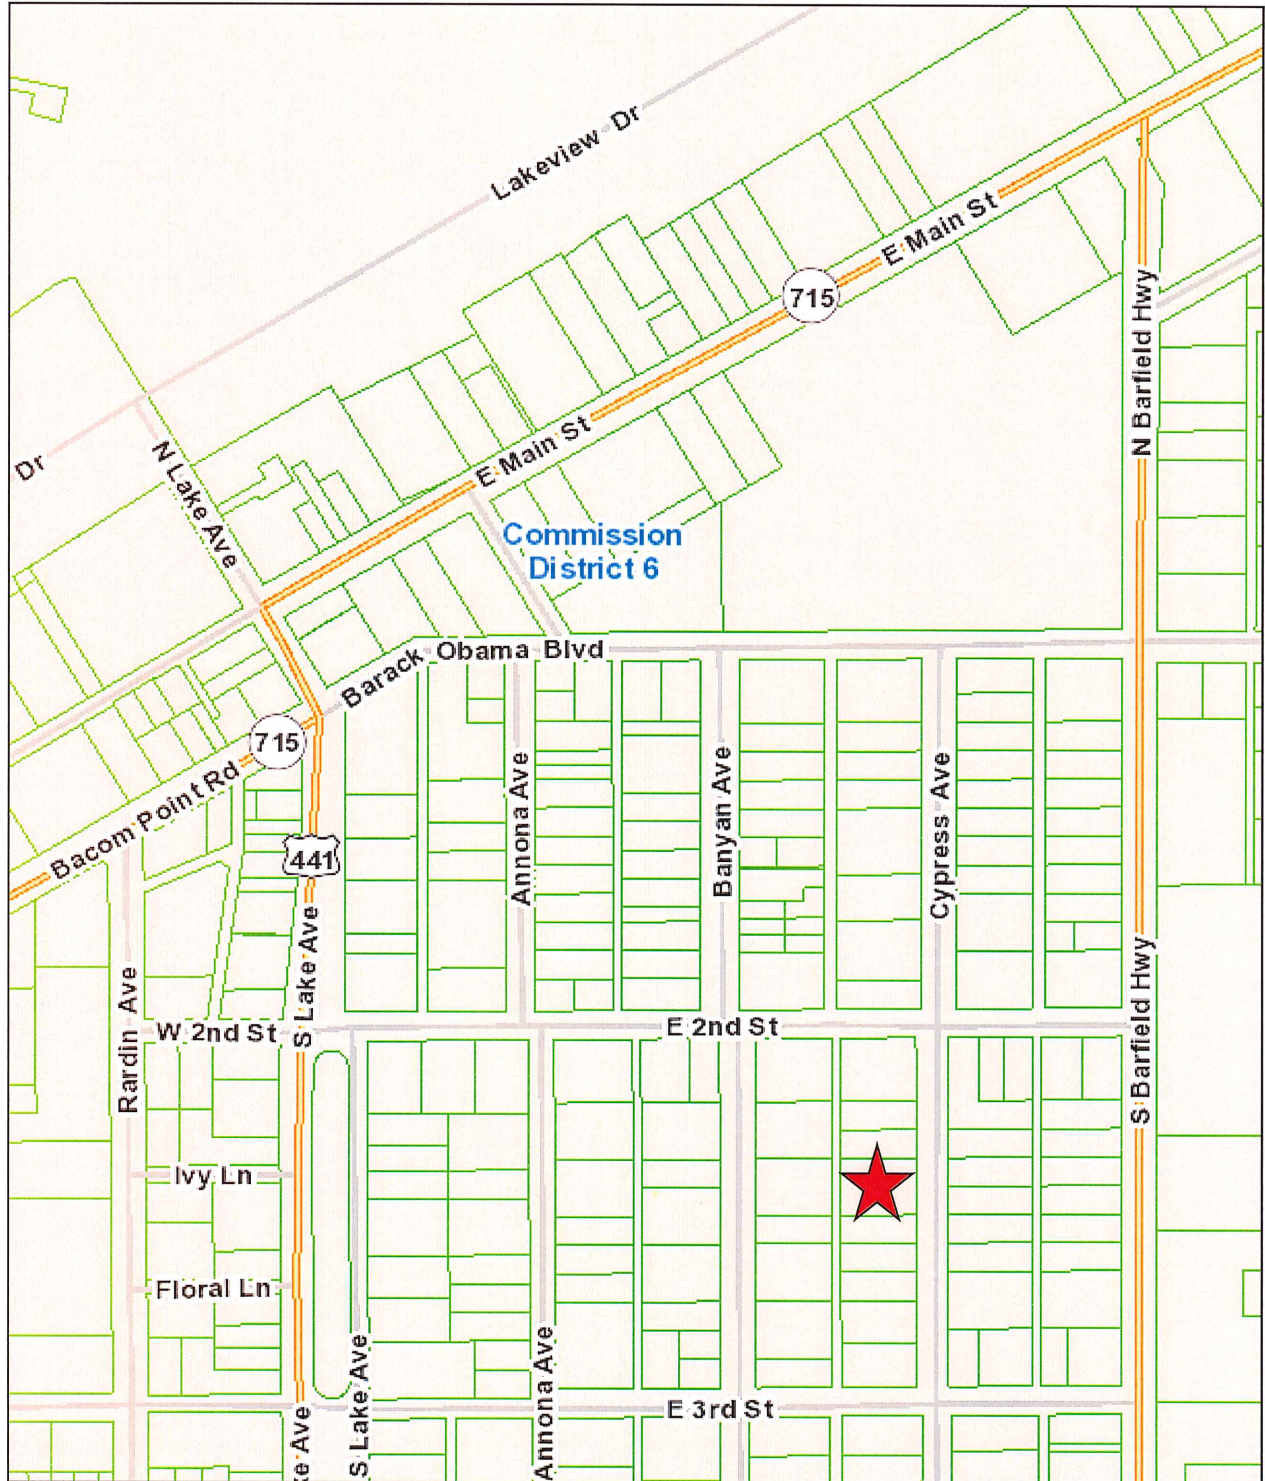 Lakeview Dr
E Main St
715
N Barfield Hwy
Dr
N Lake Ave
E Main St
Commission
District 6
Barack Obama Blvd
715
Bacom Point Rd
Annona Ave
Banyan Ave
Cypress Ave
441
S Lake Ave
Rardin Ave
W 2nd St
E 2nd St
S Barfield Hwy
Ivy Ln
Floral Ln
S Lake Ave
Annona Ave
E 3rd St
ke Ave